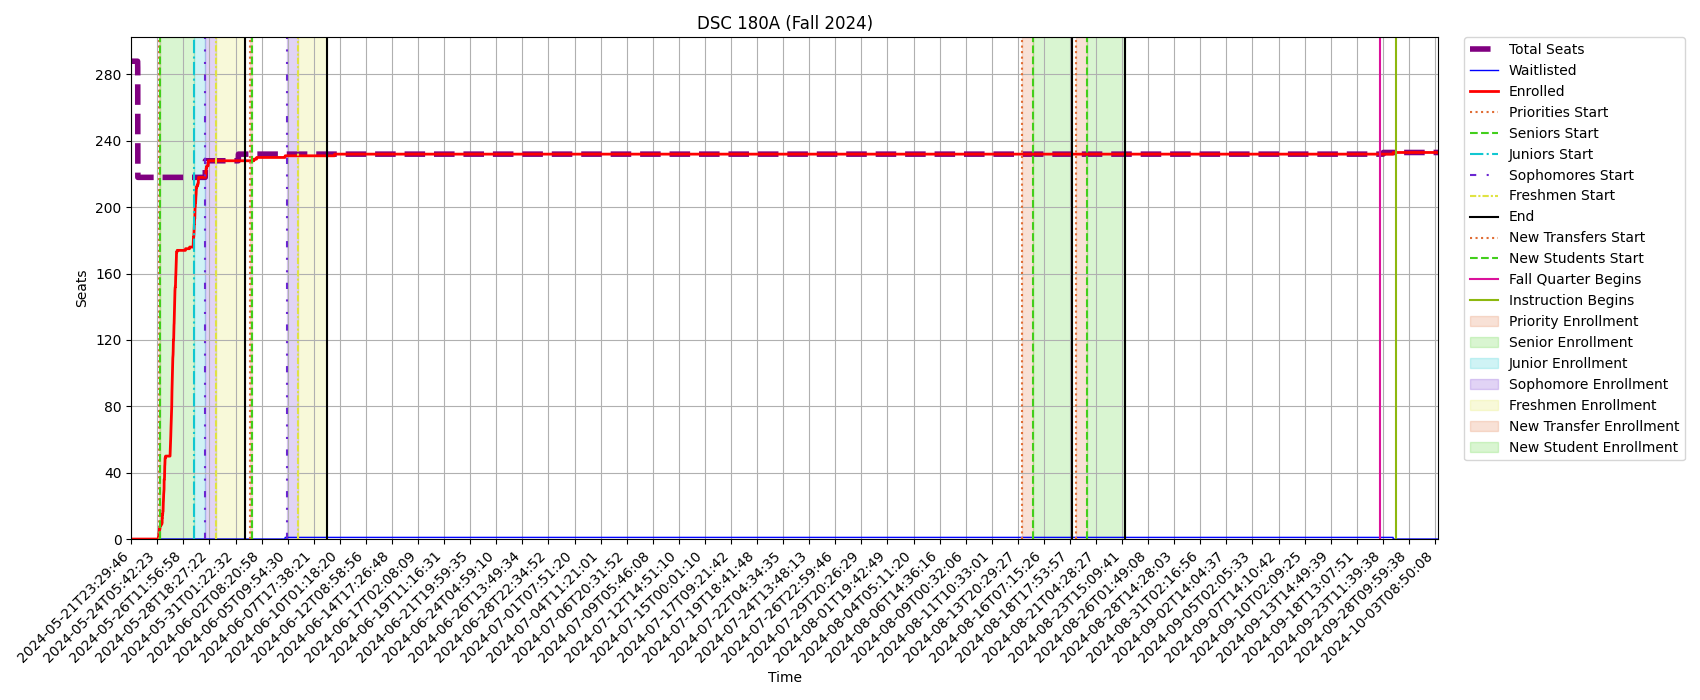 DSC 180A (Fall 2024)
Seats
280
240
200
160
120
80
40
0
2024-05-21T23:29:46
2024-05-24T05:42:23
2024-05-26T11:56:58
2024-05-28T18:27:22
2024-05-31T01:22:32
2024-06-02T08:20:58
2024-06-05T09:54:30
2024-06-07T17:38:21
2024-06-10T01:18:20
2024-06-12T08:58:56
2024-06-14T17:26:48
2024-06-17T02:08:09
2024-06-19T11:16:31
2024-06-21T19:59:35
2024-06-24T04:59:10
2024-06-26T13:49:34
2024-06-28T22:34:52
2024-07-01T07:51:20
2024-07-04T11:21:01
2024-07-06T20:31:52
2024-07-09T05:46:08
2024-07-12T14:51:10
2024-07-15T00:01:10
2024-07-17T09:21:42
2024-07-19T18:41:48
2024-07-22T04:34:35
2024-07-24T13:48:13
2024-07-26T22:59:46
2024-07-29T20:26:29
2024-08-01T19:42:49
2024-08-04T05:11:20
2024-08-06T14:36:16
2024-08-09T00:32:06
2024-08-11T10:33:01
2024-08-13T20:29:27
2024-08-16T07:15:26
2024-08-18T17:53:57
2024-08-21T04:28:27
2024-08-23T15:09:41
2024-08-26T01:49:08
2024-08-28T14:28:03
2024-08-31T02:16:56
2024-09-02T14:04:37
2024-09-05T02:05:33
2024-09-07T14:10:42
2024-09-10T02:09:25
2024-09-13T14:49:39
2024-09-18T13:07:51
2024-09-23T11:39:38
2024-09-28T09:59:38
2024-10-03T08:50:08
Time
Total Seats
Waitlisted
Enrolled
Priorities Start
Seniors Start
Juniors Start
Sophomores Start
Freshmen Start
End
New Transfers Start
New Students Start
Fall Quarter Begins
Instruction Begins
Priority Enrollment
Senior Enrollment
Junior Enrollment
Sophomore Enrollment
Freshmen Enrollment
New Transfer Enrollment
New Student Enrollment